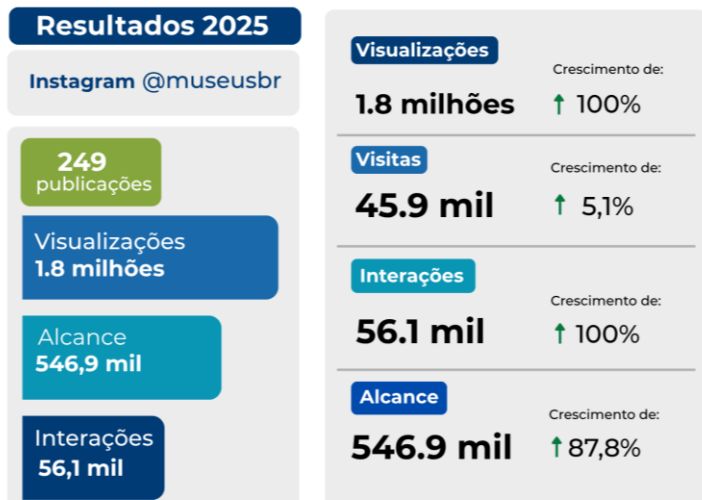 Resultados 2025
Instagram @museusbr
249
publicações
Visualizações
1.8 milhões
Alcance
546,9 mil
Interações
56,1 mil
Visualizações
Crescimento de:
1.8 milhões
↑ 100%
Visitas
Crescimento de:
45.9 mil
↑ 5,1%
Interações
Crescimento de:
56.1 mil
↑ 100%
Alcance
Crescimento de:
546.9 mil
↑ 87,8%